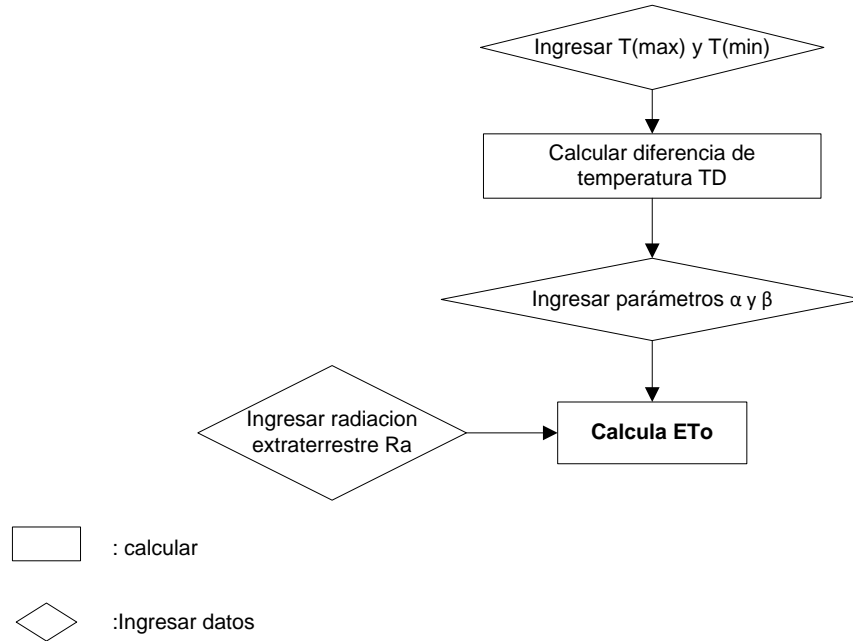 Ingresar T(max) y T(min)
Calcular diferencia de
temperatura TD
Ingresar parámetros α y β
Ingresar radiacion
extraterrestre Ra
Calcula ETo
: calcular
:Ingresar datos